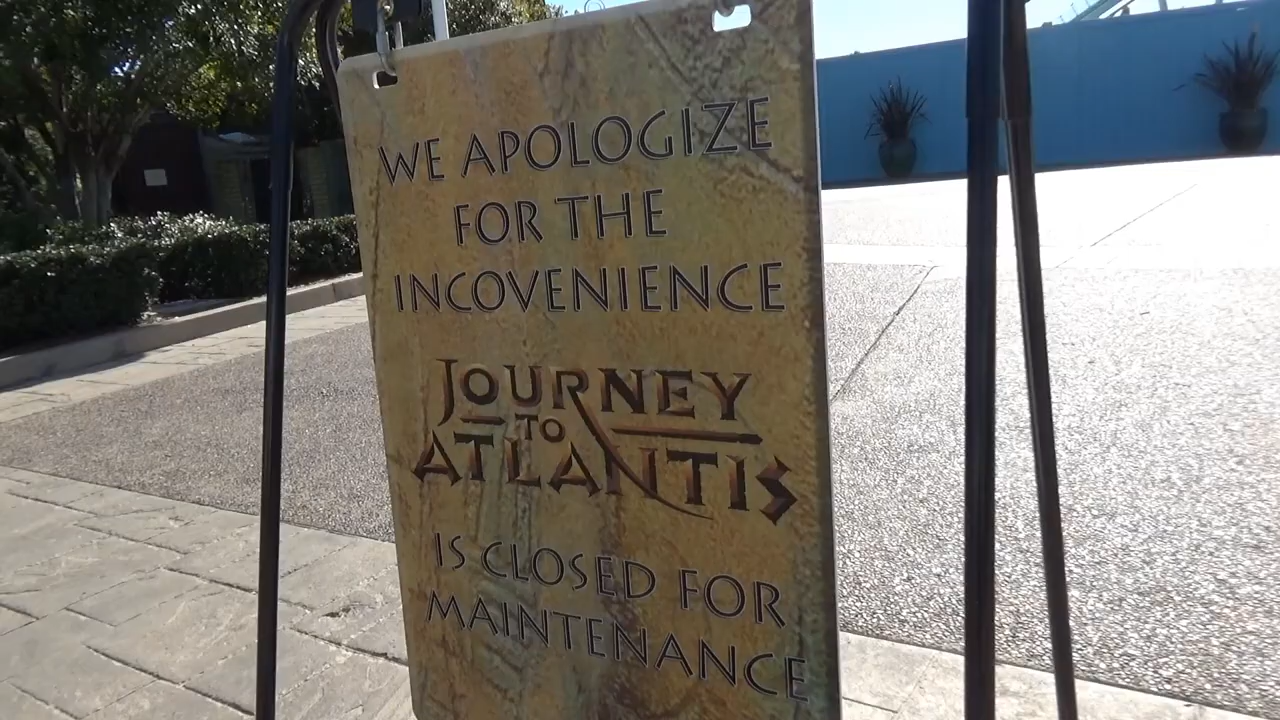 WE APOLOGIZE
FOR THE
INCOVENIENCE
JOURNEY
TO
ATLANTIS
IS CLOSED FOR
MAINTENANCE